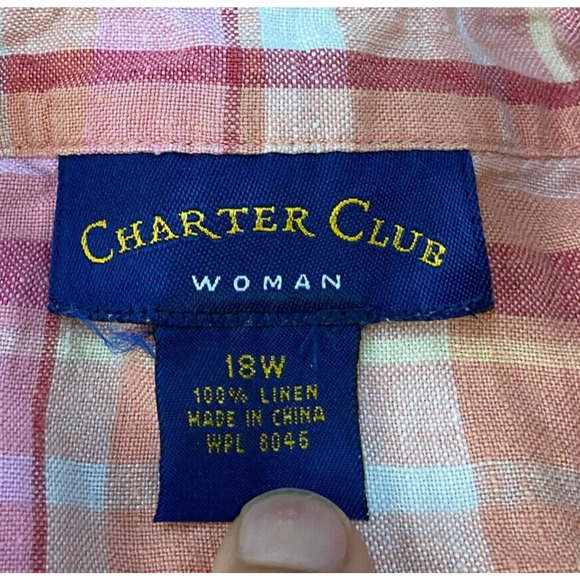 CHARTER CLUB
WOMAN
18W
100% LINEN
MADE IN CHINA
WPL 8046